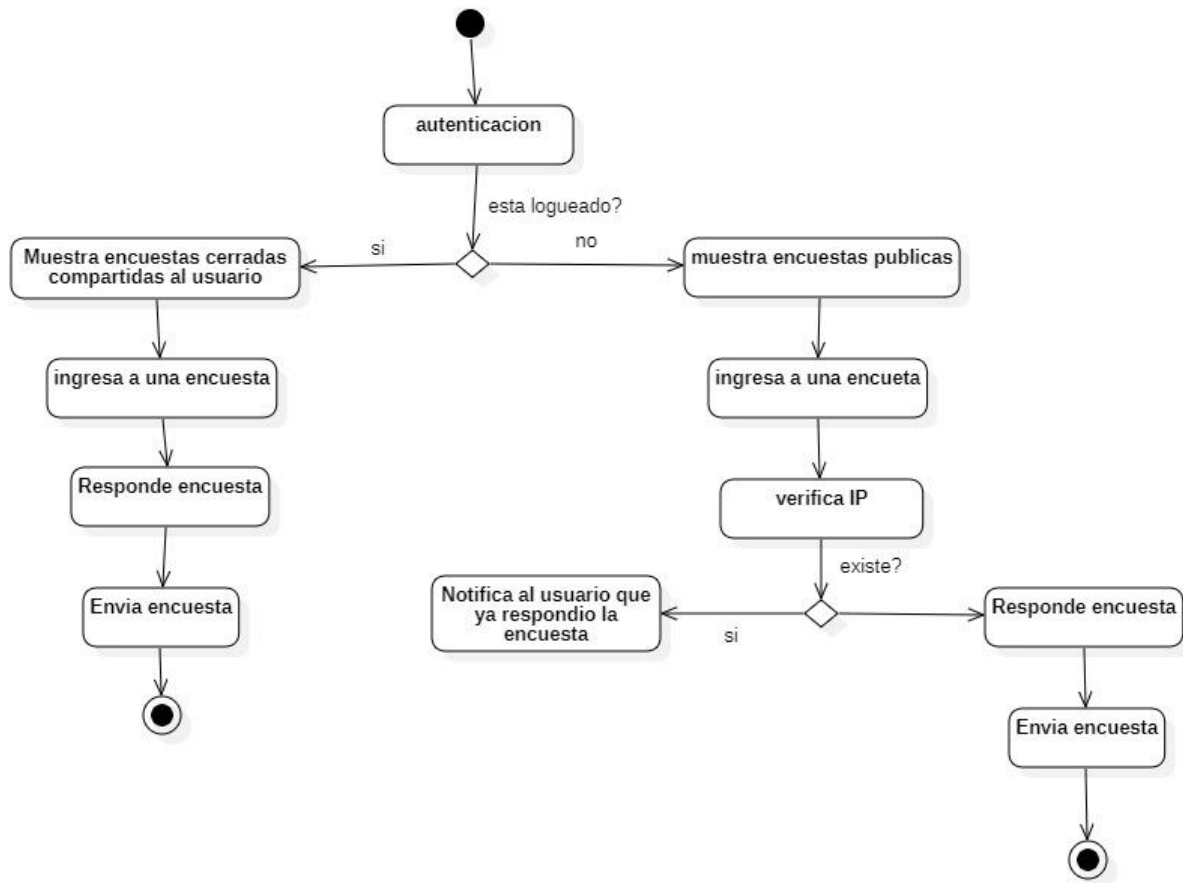 autenticacion
esta logueado?
si
no
Muestra encuestas cerradas
compartidas al usuario
muestra encuestas publicas
ingresa a una encuesta
ingresa a una encueta
Responde encuesta
verifica IP
existe?
Envia encuesta
Notifica al usuario que
ya respondio la
encuesta
si
Responde encuesta
Envia encuesta